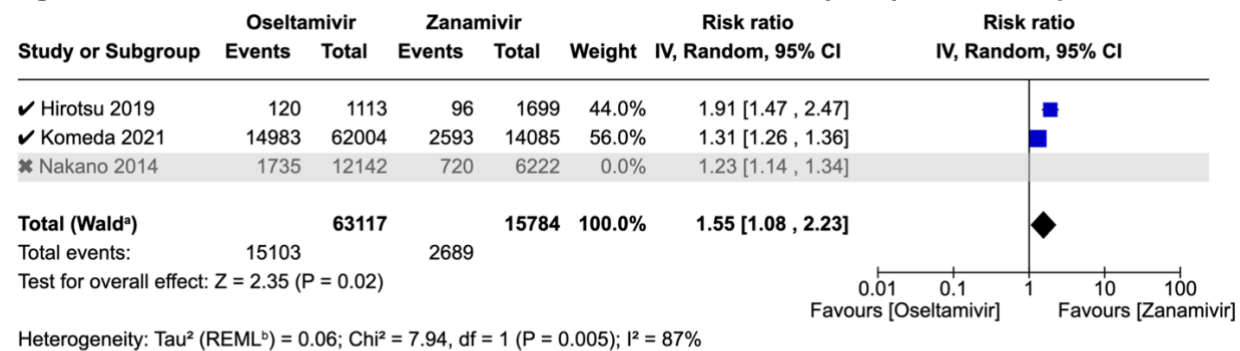 Oseltamivir Zanamivir Risk ratio Risk ratio
Study or Subgroup Events Total Events Total Weight IV, Random, 95% CI IV, Random, 95% CI
✔ Hirotsu 2019 120 1113 96 1699 44.0% 1.91 [1.47 , 2.47]
✔ Komeda 2021 14983 62004 2593 14085 56.0% 1.31 [1.26 , 1.36]
✖ Nakano 2014 1735 12142 720 6222 0.0% 1.23 [1.14 , 1.34]
Total (Waldᵃ) 63117 15784 100.0% 1.55 [1.08 , 2.23]
Total events: 15103 2689
Test for overall effect: Z = 2.35 (P = 0.02)
0.01 0.1 1 10 100
Favours [Oseltamivir] Favours [Zanamivir]
Heterogeneity: Tau² (REMLᵇ) = 0.06; Chi² = 7.94, df = 1 (P = 0.005); I² = 87%